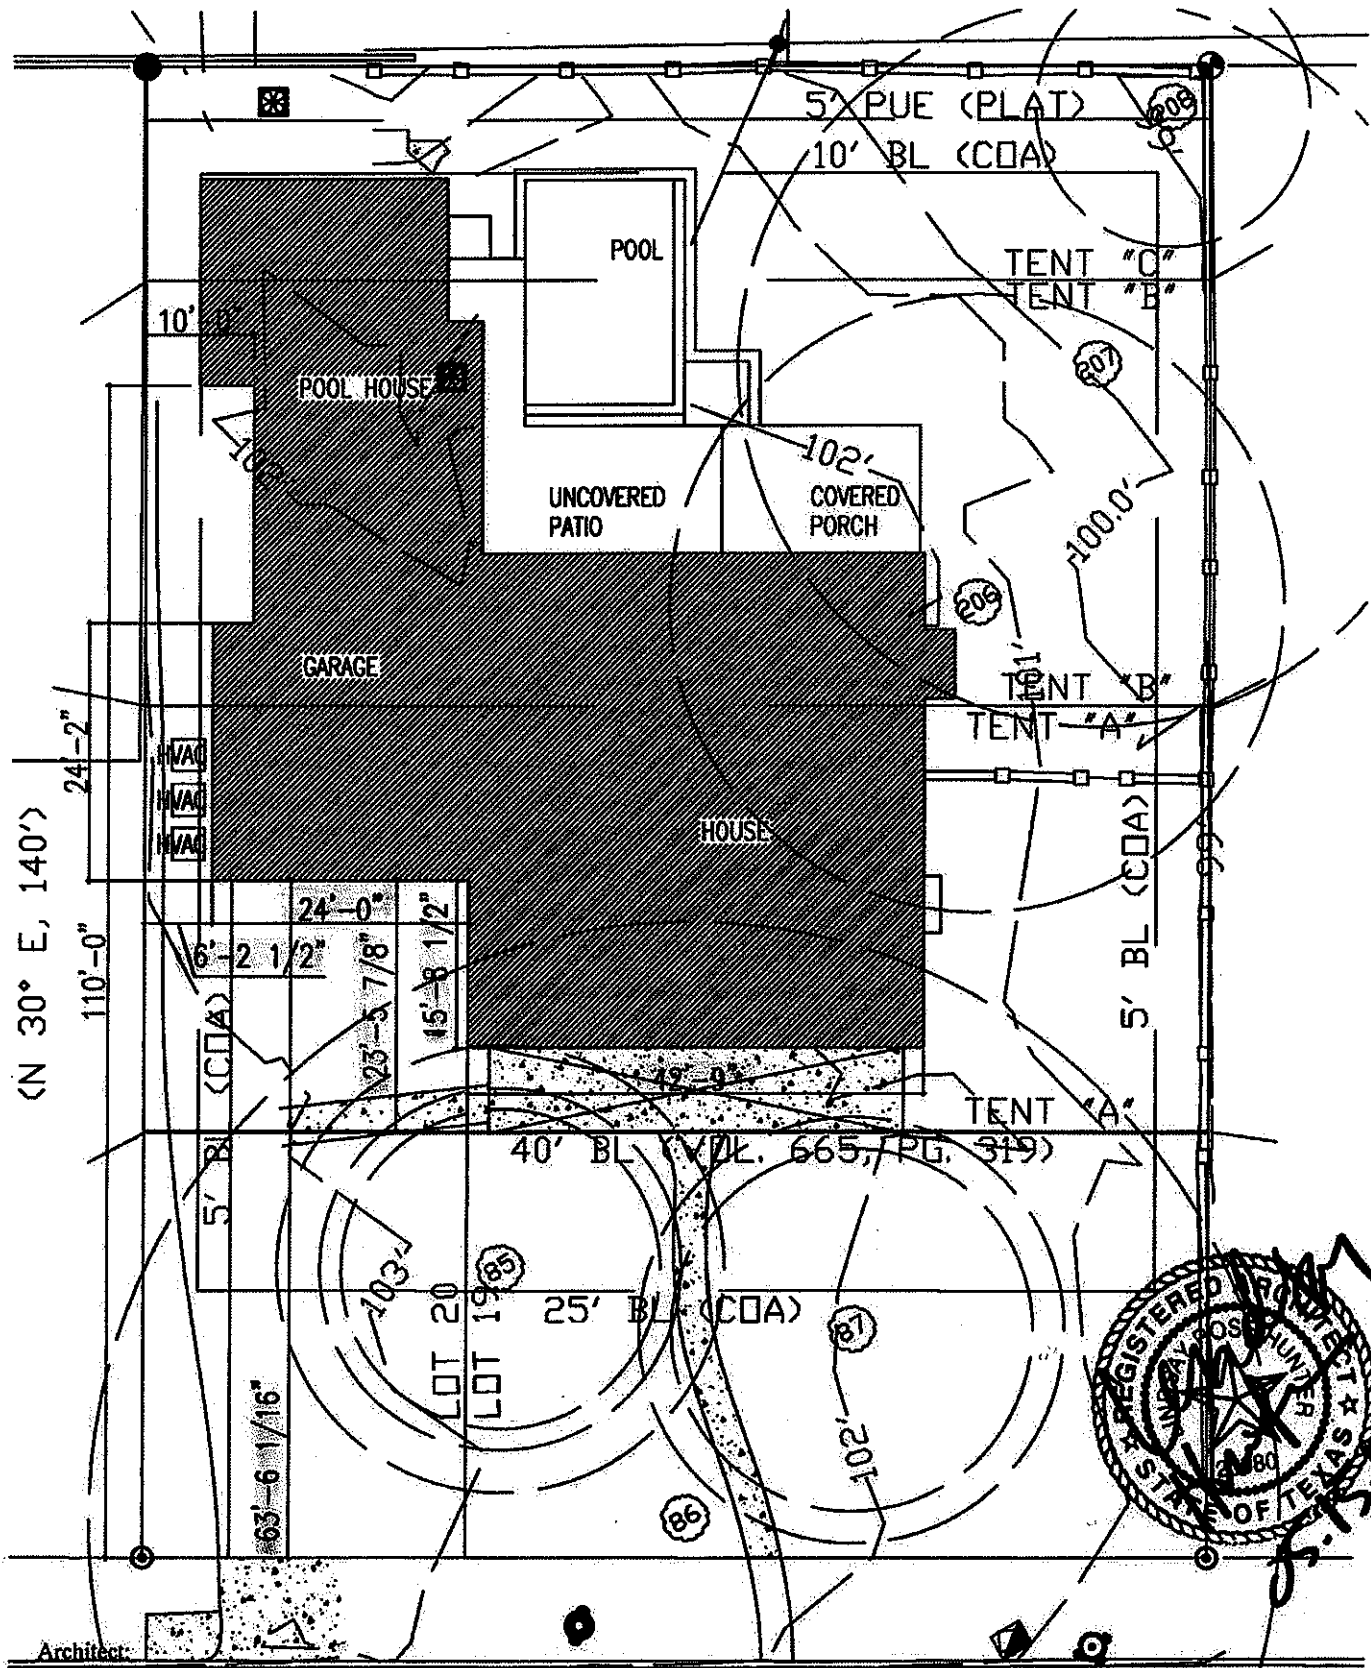 5' PUE (PLAT)
208
10' BL (COA)
POOL
TENT "C"
TENT "B"
10'
207
POOL HOUSE
102'
100.0'
UNCOVERED
PATIO
COVERED
PORCH
206
GARAGE
101'
TENT "B"
TENT "A"
24'-2"
HVAC
HVAC
HVAC
HOUSE
(N 30° E, 140')
110'-0"
5' BL (COA)
99
24'-0"
6'-2 1/2"
23'-5 7/8"
15'-8 1/2"
5' BL (COA)
TENT "A"
40' BL (VOL. 665, PG. 319)
85
103'
LOT 20
LOT 19
25' BL (COA)
87
102'
86
63'-6 1/16"
REGISTERED ARCHITECT
STATE OF TEXAS
Architect: